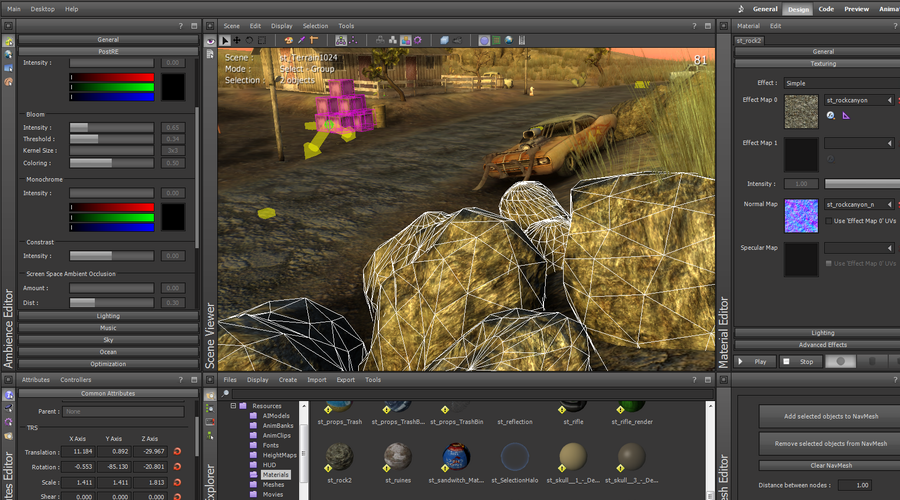 Main Desktop Help
General Design Code Preview Anima
General
PostRE
Intensity : 0.00
Bloom
Intensity : 0.65
Threshold : 0.34
Kernel Size : 3x3
Coloring : 0.50
Monochrome
Intensity : 0.00
Contrast
Intensity : 0.00
Screen Space Ambient Occlusion
Amount : 0.00
Dist : 0.30
Lighting
Music
Sky
Ocean
Optimization
Ambience Editor
Scene Edit Display Selection Tools
Scene : st_Terrain1024
Mode : Select - Group
Selection : 2 objects
81
Scene Viewer
Material Edit
st_rock2
General
Texturing
Effect : Simple
Effect Map 0 st_rockcanyon
Effect Map 1
Intensity : 1.00
Normal Map st_rockcanyon_n
Use 'Effect Map 0' UVs
Specular Map
Use 'Effect Map 0' UVs
Lighting
Advanced Effects
Play Stop
Material Editor
Attributes Controllers
Common Attributes
Parent : None
TRS
X Axis Y Axis Z Axis
Translation : 11.184 0.892 -29.967
Rotation : -0.553 -85.130 -20.801
Scale : 1.411 1.411 1.813
Shear : 0.000 0.000 0.000
tes Editor
Files Display Create Import Export Tools
Resources
AIModels
AnimBanks
AnimClips
Fonts
HeightMaps
HUD
Materials
Meshes
Movies
st_props_Trash st_props_TrashB... st_props_TrashBin st_reflection st_rifle st_rifle_render
st_rock2 st_ruines st_sandwitch_Mat... st_SelectionHalo st_skull__1_-_De... st_skull__3_-_De...
xplorer
Add selected objects to NavMesh
Remove selected objects from NavMesh
Clear NavMesh
Distance between nodes : 1.00
sh Editor